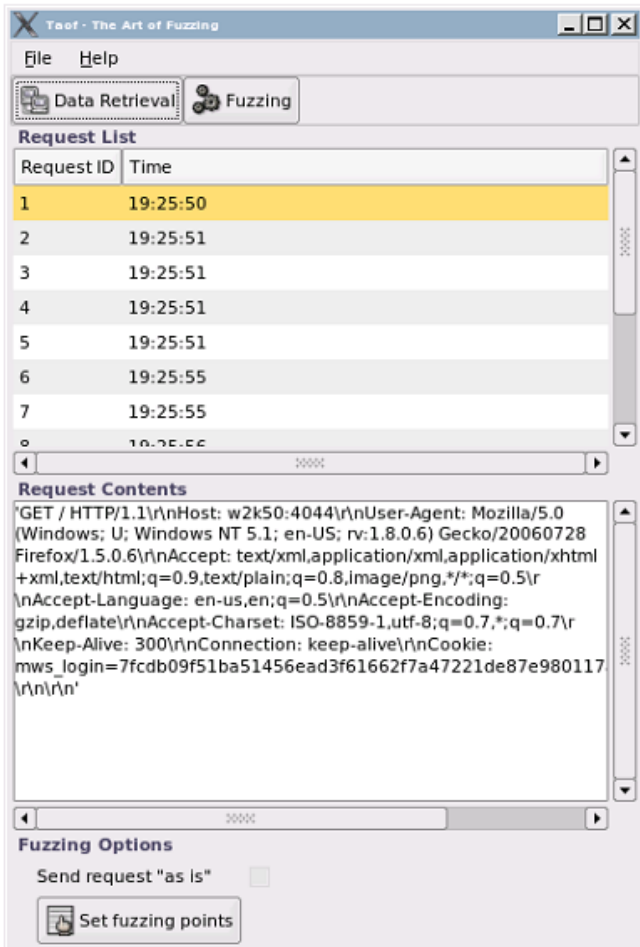 Taof - The Art of Fuzzing
File Help
Data Retrieval Fuzzing
Request List
Request ID Time
1 19:25:50
2 19:25:51
3 19:25:51
4 19:25:51
5 19:25:51
6 19:25:55
7 19:25:55
8 19:25:56
Request Contents
'GET / HTTP/1.1\r\nHost: w2k50:4044\r\nUser-Agent: Mozilla/5.0
(Windows; U; Windows NT 5.1; en-US; rv:1.8.0.6) Gecko/20060728
Firefox/1.5.0.6\r\nAccept: text/xml,application/xml,application/xhtml
+xml,text/html;q=0.9,text/plain;q=0.8,image/png,*/*;q=0.5\r
\nAccept-Language: en-us,en;q=0.5\r\nAccept-Encoding:
gzip,deflate\r\nAccept-Charset: ISO-8859-1,utf-8;q=0.7,*;q=0.7\r
\nKeep-Alive: 300\r\nConnection: keep-alive\r\nCookie:
mws_login=7fcdb09f51ba51456ead3f61662f7a47221de87e980117
\r\n\r\n'
Fuzzing Options
Send request "as is"
Set fuzzing points